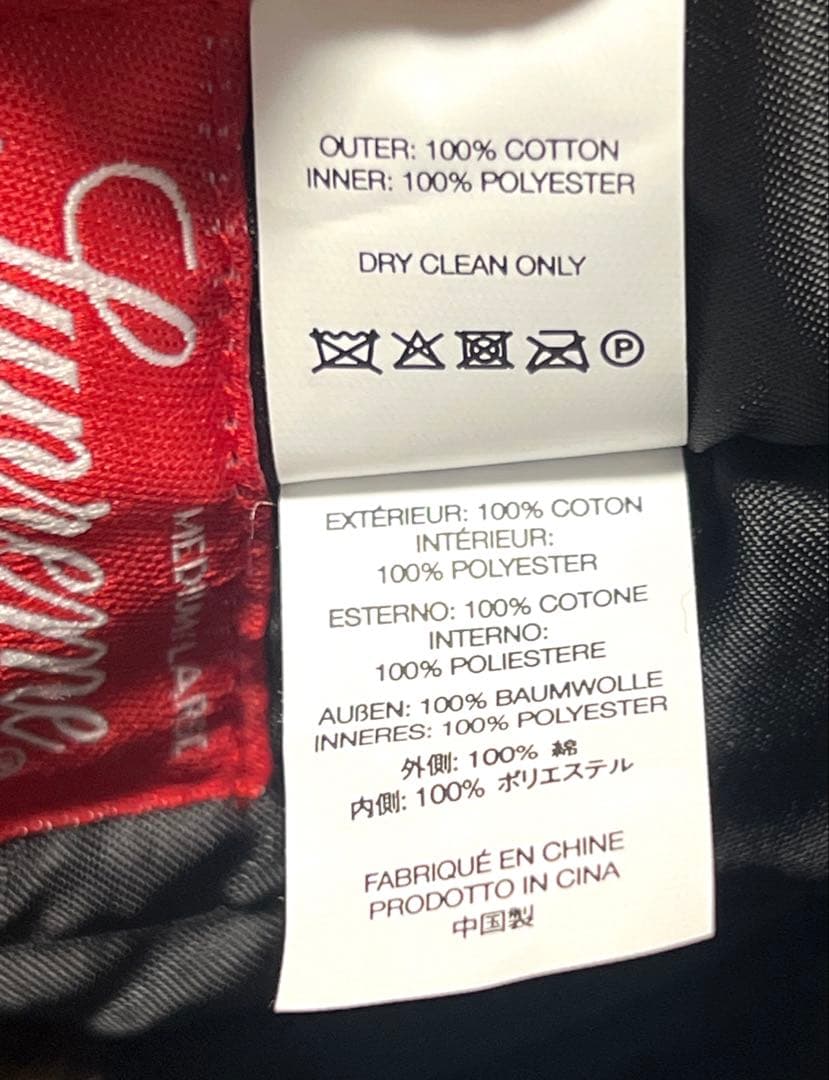 Supreme
®
MEDIUM/LARGE
OUTER: 100% COTTON
INNER: 100% POLYESTER
DRY CLEAN ONLY
P
EXTÉRIEUR: 100% COTON
INTÉRIEUR:
100% POLYESTER
ESTERNO: 100% COTONE
INTERNO:
100% POLIESTERE
AUßEN: 100% BAUMWOLLE
INNERES: 100% POLYESTER
外側: 100% 綿
内側: 100% ポリエステル
FABRIQUÉ EN CHINE
PRODOTTO IN CINA
中国製